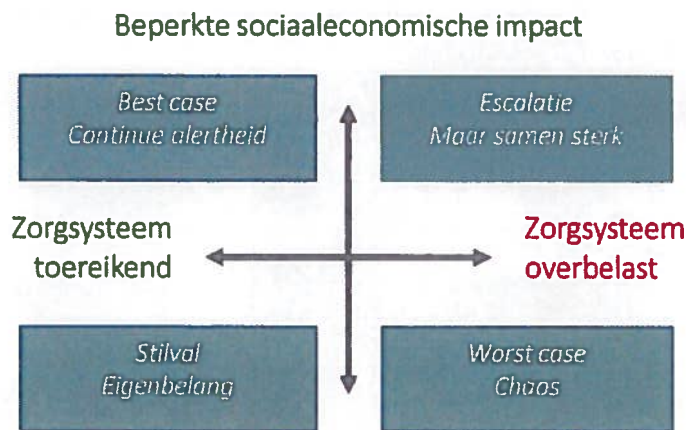 Beperkte sociaaleconomische impact
Best case
Continue alertheid
Escalatie
Maar samen sterk
Zorgsysteem
toereikend
Zorgsysteem
overbelast
Stilval
Eigenbelang
Worst case
Chaos